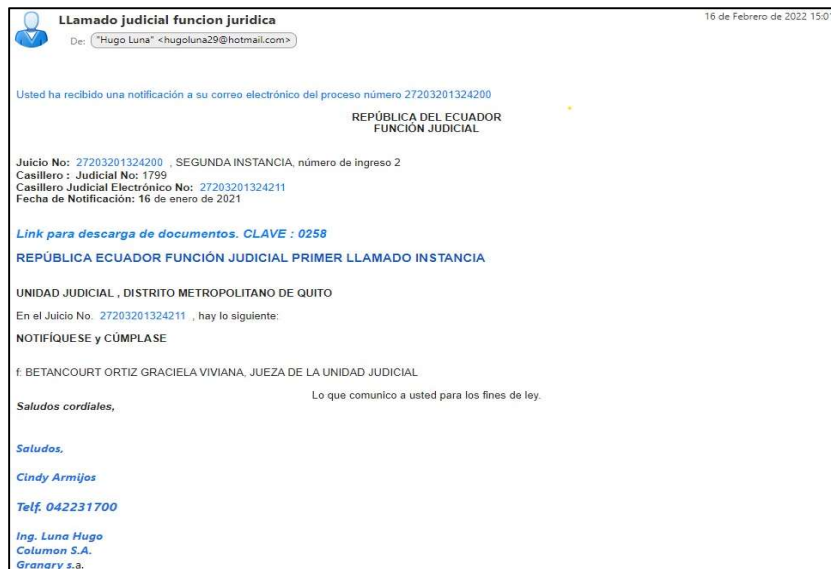 LLamado judicial funcion juridica
16 de Febrero de 2022 15:01
De: "Hugo Luna" <hugoluna29@hotmail.com>
Usted ha recibido una notificación a su correo electrónico del proceso número 27203201324200
REPÚBLICA DEL ECUADOR
FUNCIÓN JUDICIAL
Juicio No: 27203201324200 , SEGUNDA INSTANCIA, número de ingreso 2
Casillero : Judicial No: 1799
Casillero Judicial Electrónico No: 27203201324211
Fecha de Notificación: 16 de enero de 2021
Link para descarga de documentos. CLAVE : 0258
REPÚBLICA ECUADOR FUNCIÓN JUDICIAL PRIMER LLAMADO INSTANCIA
UNIDAD JUDICIAL , DISTRITO METROPOLITANO DE QUITO
En el Juicio No. 27203201324211 , hay lo siguiente:
NOTIFÍQUESE y CÚMPLASE
f: BETANCOURT ORTIZ GRACIELA VIVIANA, JUEZA DE LA UNIDAD JUDICIAL
Lo que comunico a usted para los fines de ley.
Saludos cordiales,
Saludos,
Cindy Armijos
Telf. 042231700
Ing. Luna Hugo
Columon S.A.
Grangry s.a.